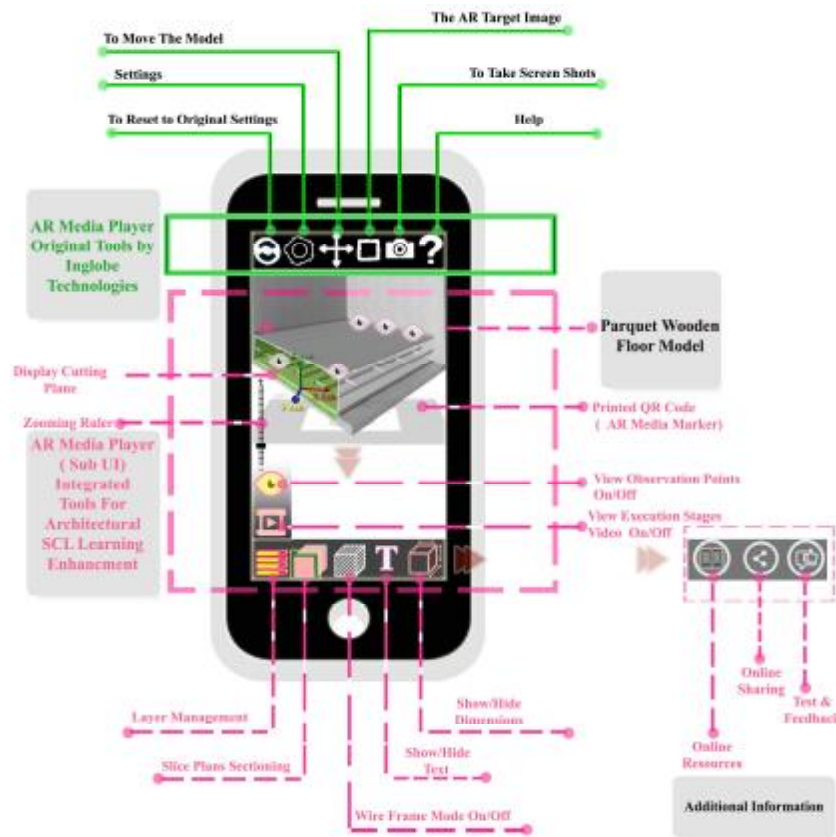 The AR Target Image
To Move The Model
Settings
To Take Screen Shots
To Reset to Original Settings
Help
AR Media Player
Original Tools by
Inglobe
Technologies
?
Parquet Wooden
Floor Model
Display Cutting
Plane
Zooming Ruler
Printed QR Code
( AR Media Marker)
AR Media Player
( Sub UI)
Integrated
Tools For
Architectural
SCL Learning
Enhancment
View Observation Points
On/Off
View Execution Stages
Video On/Off
T
Layer Management
Slice Plans Sectioning
Show/Hide
Dimensions
Show/Hide
Text
Wire Frame Mode On/Off
Online
Sharing
Test &
Feedback
Online
Resources
Additional Information